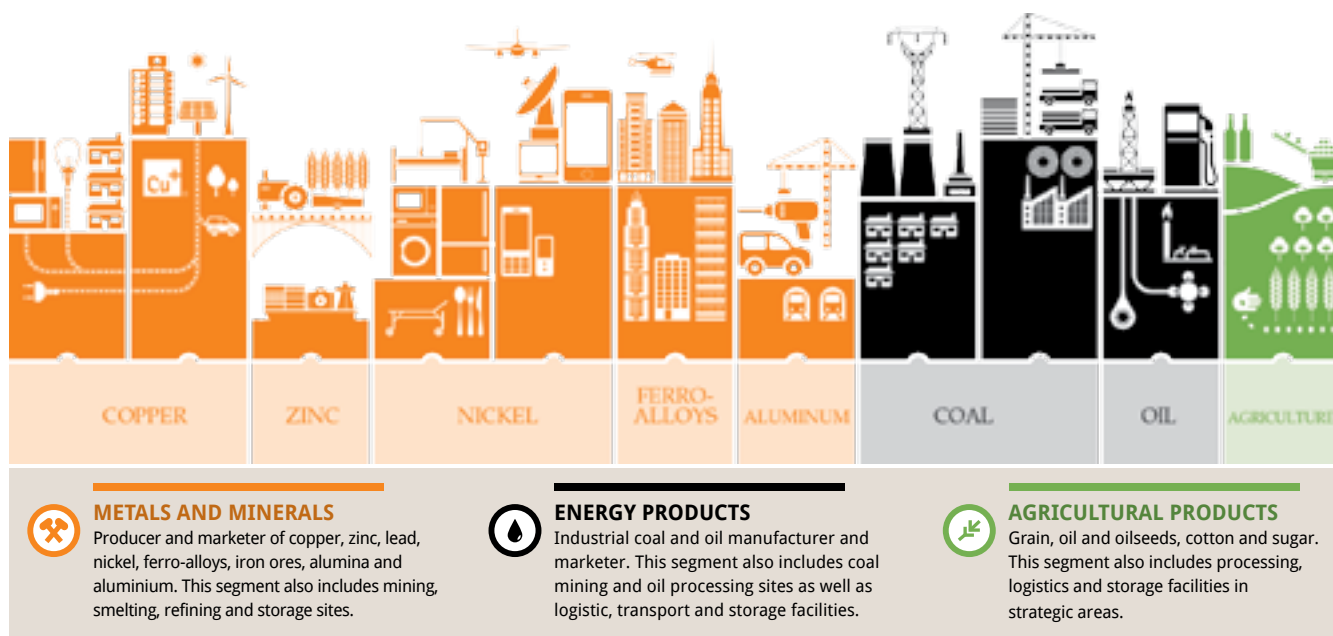 Cu
COPPER
ZINC
NICKEL
FERRO-
ALLOYS
ALUMINUM
COAL
OIL
AGRICULTURE
METALS AND MINERALS
Producer and marketer of copper, zinc, lead,
nickel, ferro-alloys, iron ores, alumina and
aluminium. This segment also includes mining,
smelting, refining and storage sites.
ENERGY PRODUCTS
Industrial coal and oil manufacturer and
marketer. This segment also includes coal
mining and oil processing sites as well as
logistic, transport and storage facilities.
AGRICULTURAL PRODUCTS
Grain, oil and oilseeds, cotton and sugar.
This segment also includes processing,
logistics and storage facilities in
strategic areas.